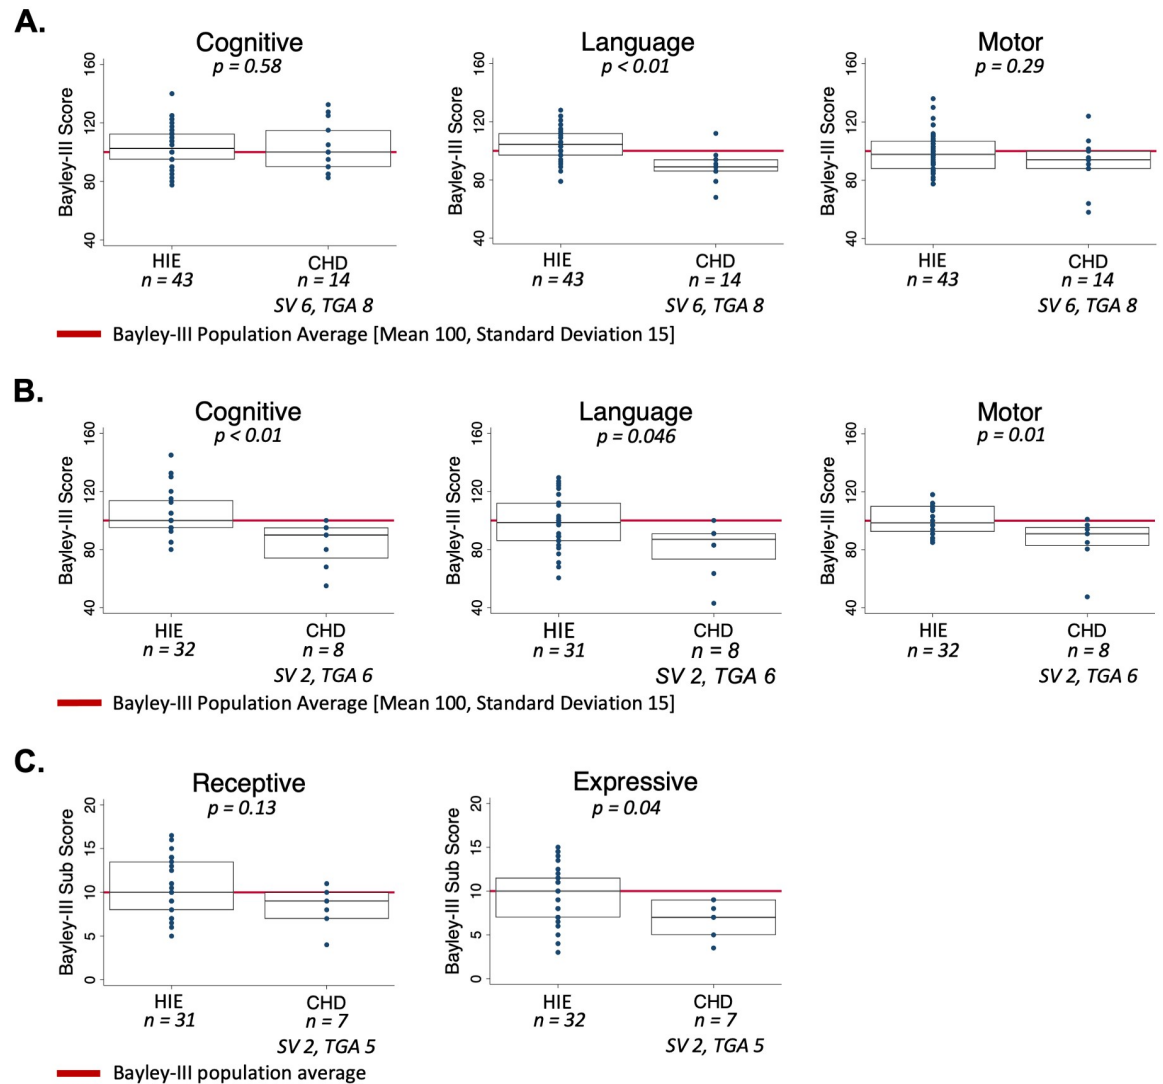 A.
Cognitive
p = 0.58
Bayley-III Score
160
120
80
40
HIE
n = 43
CHD
n = 14
SV 6, TGA 8
Language
p < 0.01
Bayley-III Score
160
120
80
40
HIE
n = 43
CHD
n = 14
SV 6, TGA 8
Motor
p = 0.29
Bayley-III Score
160
120
80
40
HIE
n = 43
CHD
n = 14
SV 6, TGA 8
Bayley-III Population Average [Mean 100, Standard Deviation 15]
B.
Cognitive
p < 0.01
Bayley-III Score
160
120
80
40
HIE
n = 32
CHD
n = 8
SV 2, TGA 6
Language
p = 0.046
Bayley-III Score
160
120
80
40
HIE
n = 31
CHD
n = 8
SV 2, TGA 6
Motor
p = 0.01
Bayley-III Score
160
120
80
40
HIE
n = 32
CHD
n = 8
SV 2, TGA 6
Bayley-III Population Average [Mean 100, Standard Deviation 15]
C.
Receptive
p = 0.13
Bayley-III Sub Score
20
15
10
5
0
HIE
n = 31
CHD
n = 7
SV 2, TGA 5
Expressive
p = 0.04
Bayley-III Sub Score
20
15
10
5
0
HIE
n = 32
CHD
n = 7
SV 2, TGA 5
Bayley-III population average